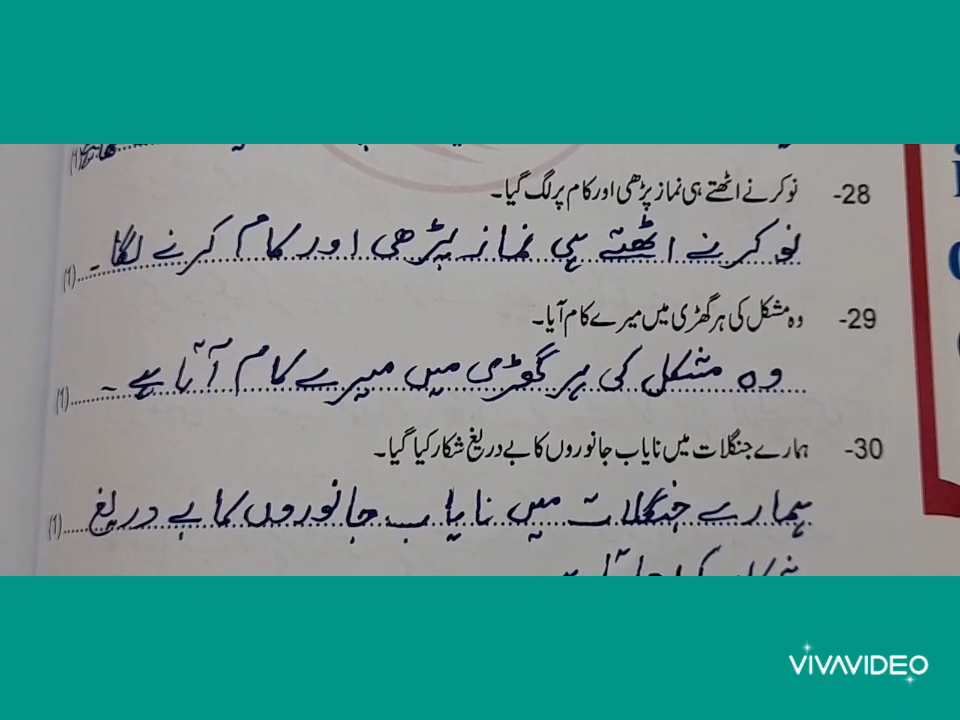 28- نوکر نے اٹھتے ہی نماز پڑھی اور کام پر لگ گیا۔
نوکر نے اٹھتے ہی نماز پڑھی اور کام کرنے لگا۔ (1)
29- وہ مشکل کی ہر گھڑی میں میرے کام آیا۔
وہ مشکل کی ہر گھڑی میں میرے کام آتا ہے۔ (1)
30- ہمارے جنگلات میں نایاب جانوروں کا بے دریغ شکار کیا گیا۔
ہمارے جنگلات میں نایاب جانوروں کا بے دریغ (1)
VIVAVIDEO